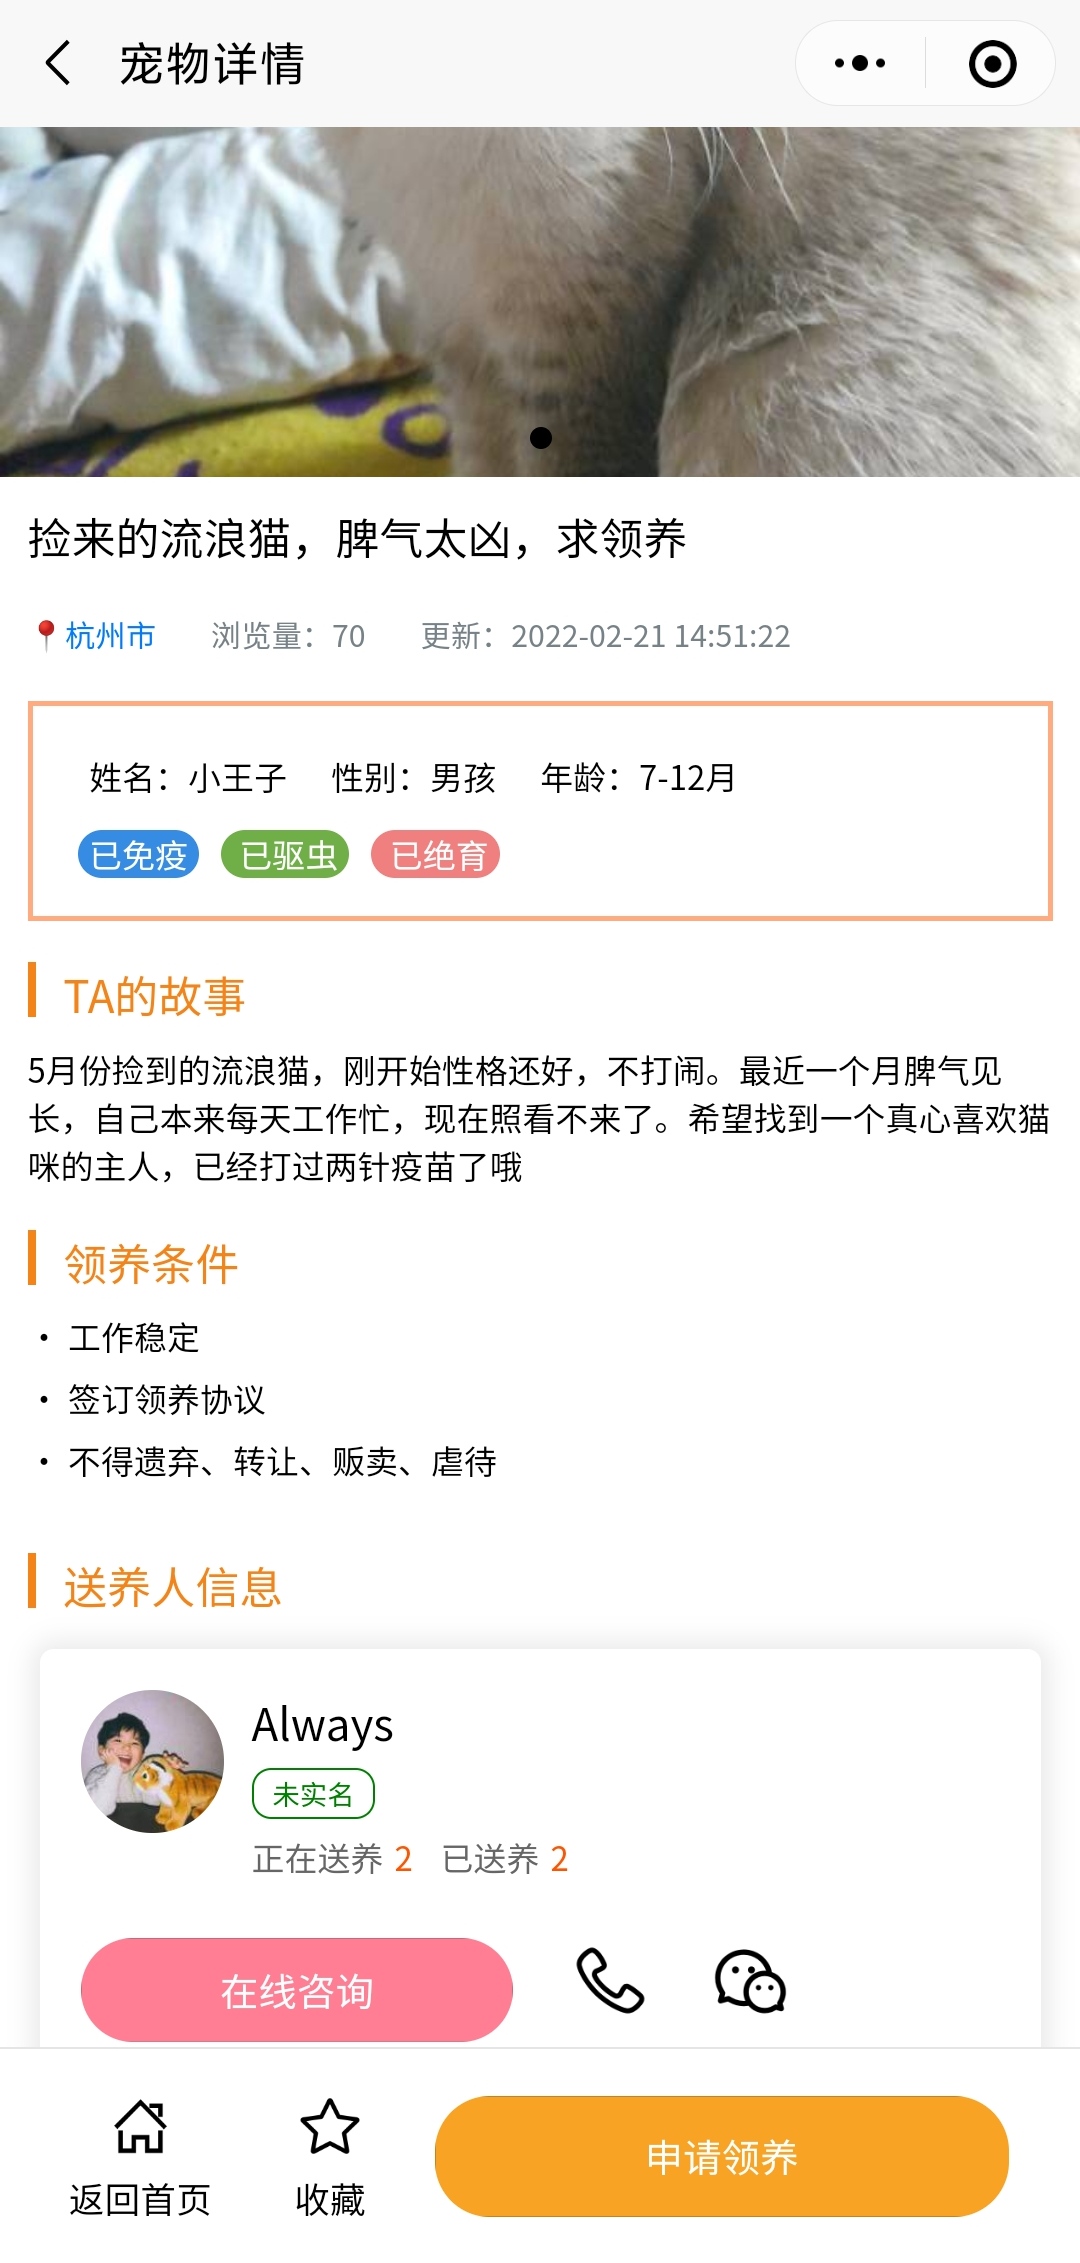 宠物详情
捡来的流浪猫，脾气太凶，求领养
杭州市 浏览量：70 更新：2022-02-21 14:51:22
姓名：小王子 性别：男孩 年龄：7-12月
已免疫 已驱虫 已绝育
TA的故事
5月份捡到的流浪猫，刚开始性格还好，不打闹。最近一个月脾气见
长，自己本来每天工作忙，现在照看不来了。希望找到一个真心喜欢猫
咪的主人，已经打过两针疫苗了哦
领养条件
· 工作稳定
· 签订领养协议
· 不得遗弃、转让、贩卖、虐待
送养人信息
Always
未实名
正在送养 2 已送养 2
在线咨询
返回首页 收藏 申请领养